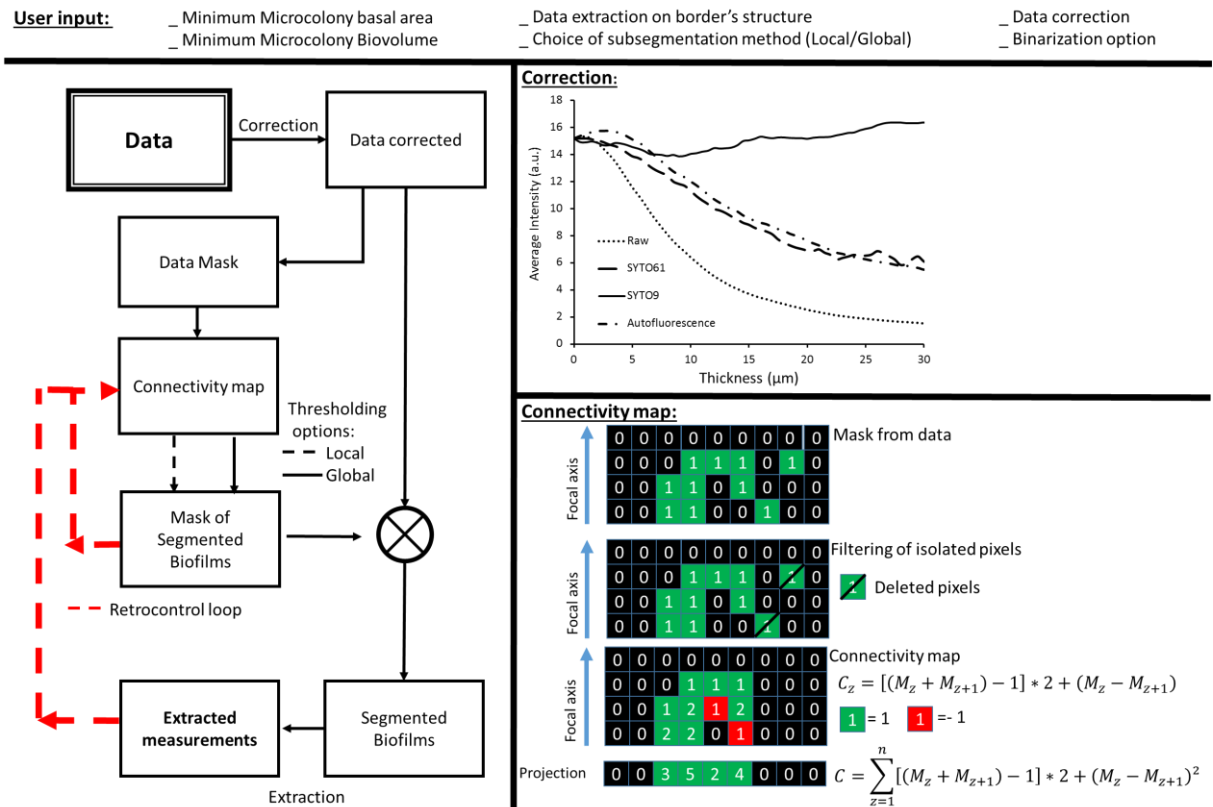 User input:
_ Minimum Microcolony basal area
_ Minimum Microcolony Biovolume
_ Data extraction on border's structure
_ Choice of subsegmentation method (Local/Global)
_ Data correction
_ Binarization option
Data
Correction
Data corrected
Data Mask
Connectivity map
Thresholding
options:
Local
Global
Mask of
Segmented
Biofilms
Retrocontrol loop
Extracted
measurements
Segmented
Biofilms
Extraction
Correction:
Average Intensity (a.u.)
18
16
14
12
10
8
6
4
2
0
Raw
SYTO61
SYTO9
Autofluorescence
0 5 10 15 20 25 30
Thickness (µm)
Connectivity map:
Focal axis
0 0 0 0 0 0 0 0 0
0 0 0 1 1 1 0 1 0
0 0 1 1 0 1 0 0 0
0 0 1 1 0 0 1 0 0
Mask from data
Focal axis
0 0 0 0 0 0 0 0 0
0 0 0 1 1 1 0 1 0
0 0 1 1 0 1 0 0 0
0 0 1 1 0 0 1 0 0
Filtering of isolated pixels
1 Deleted pixels
Focal axis
0 0 0 0 0 0 0 0 0
0 0 0 1 1 1 0 0 0
0 0 1 2 1 2 0 0 0
0 0 2 2 0 1 0 0 0
Connectivity map
C_z = [(M_z + M_{z+1}) − 1] ∗ 2 + (M_z − M_{z+1})
1 = 1 1 =- 1
Projection
0 0 3 5 2 4 0 0 0
C = ∑_{z=1}^{n} [(M_z + M_{z+1}) − 1] ∗ 2 + (M_z − M_{z+1})²